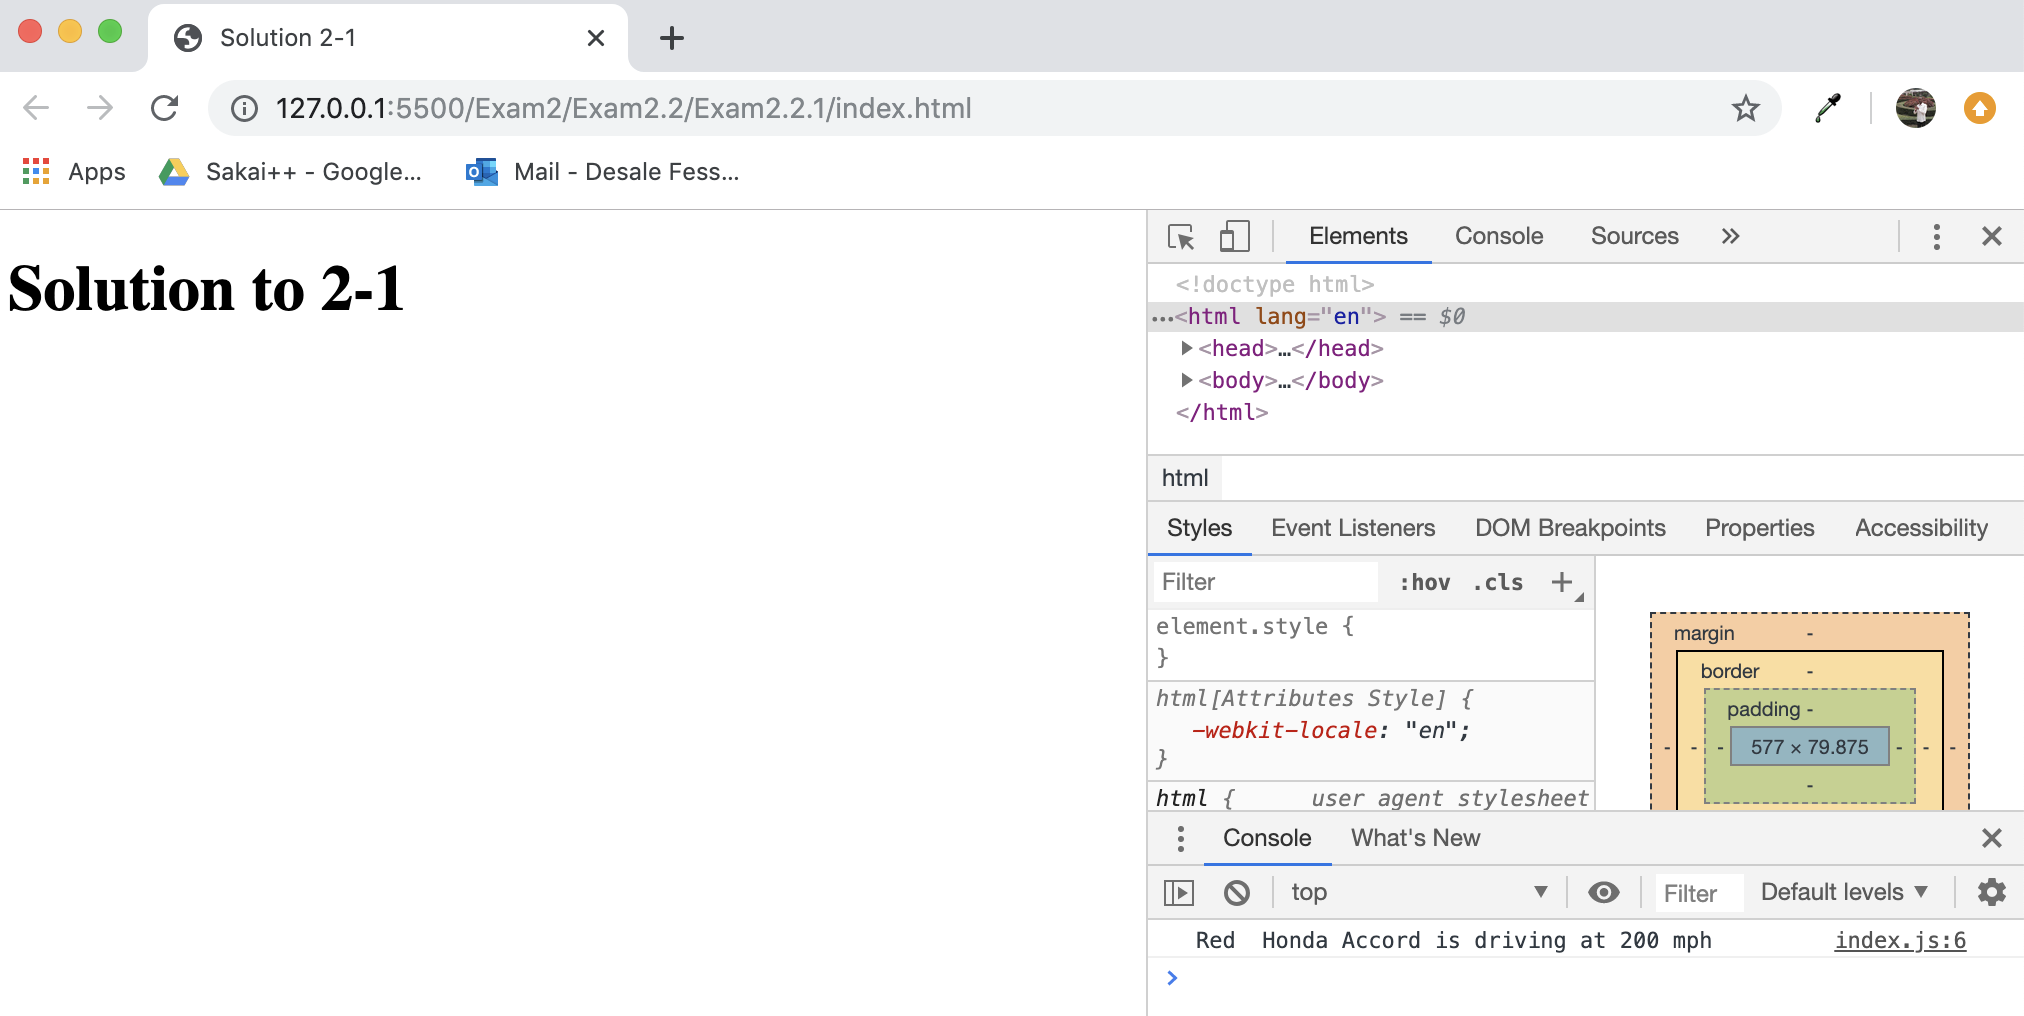 Solution 2-1
127.0.0.1:5500/Exam2/Exam2.2/Exam2.2.1/index.html
Apps Sakai++ - Google... Mail - Desale Fess...
Solution to 2-1
Elements Console Sources »
<!doctype html>
...<html lang="en"> == $0
<head>…</head>
<body>…</body>
</html>
html
Styles Event Listeners DOM Breakpoints Properties Accessibility
Filter :hov .cls +
element.style {
}
html[Attributes Style] {
-webkit-locale: "en";
}
html { user agent stylesheet
margin -
border -
padding -
- - - 577 × 79.875 - - -
-
Console What's New
top Filter Default levels
Red  Honda Accord is driving at 200 mph index.js:6